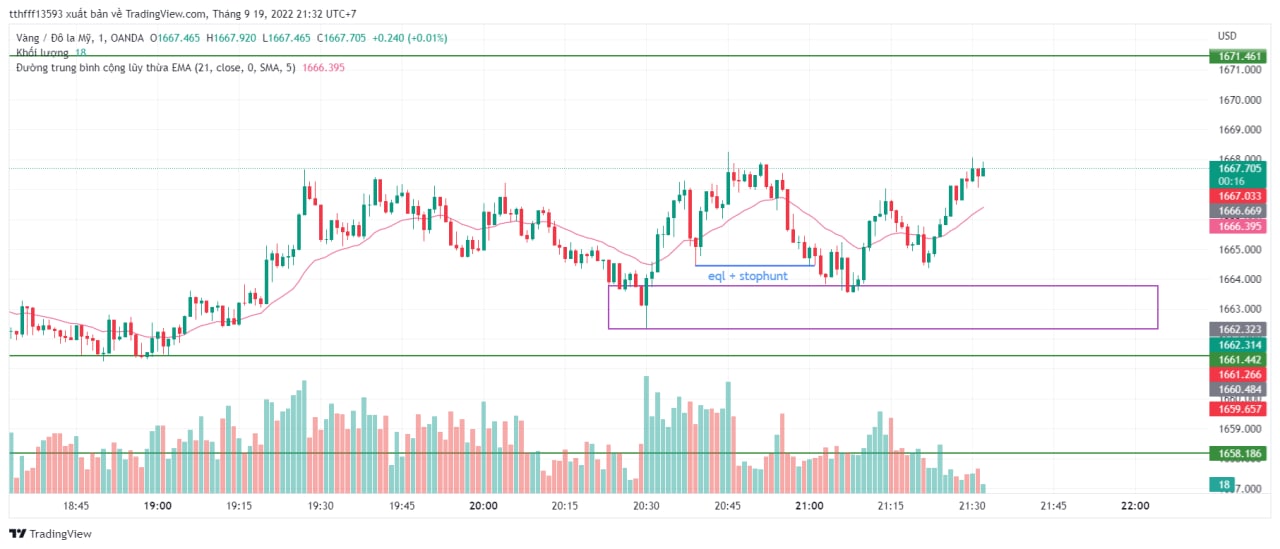 tthfff13593 xuất bản về TradingView.com, Tháng 9 19, 2022 21:32 UTC+7
Vàng / Đô la Mỹ, 1, OANDA O1667.465 H1667.920 L1667.465 C1667.705 +0.240 (+0.01%)
USD
Khối lượng 18
1671.461
Đường trung bình cộng lũy thừa EMA (21, close, 0, SMA, 5) 1666.395
1671.000
1670.000
1669.000
1668.000
1667.705
00:16
1667.033
1666.669
1666.395
1665.000
eql + stophunt
1664.000
1663.000
1662.323
1662.314
1661.442
1661.266
1660.484
1659.657
1659.000
1658.186
18
18:45 19:00 19:15 19:30 19:45 20:00 20:15 20:30 20:45 21:00 21:15 21:30 21:45 22:00
TradingView